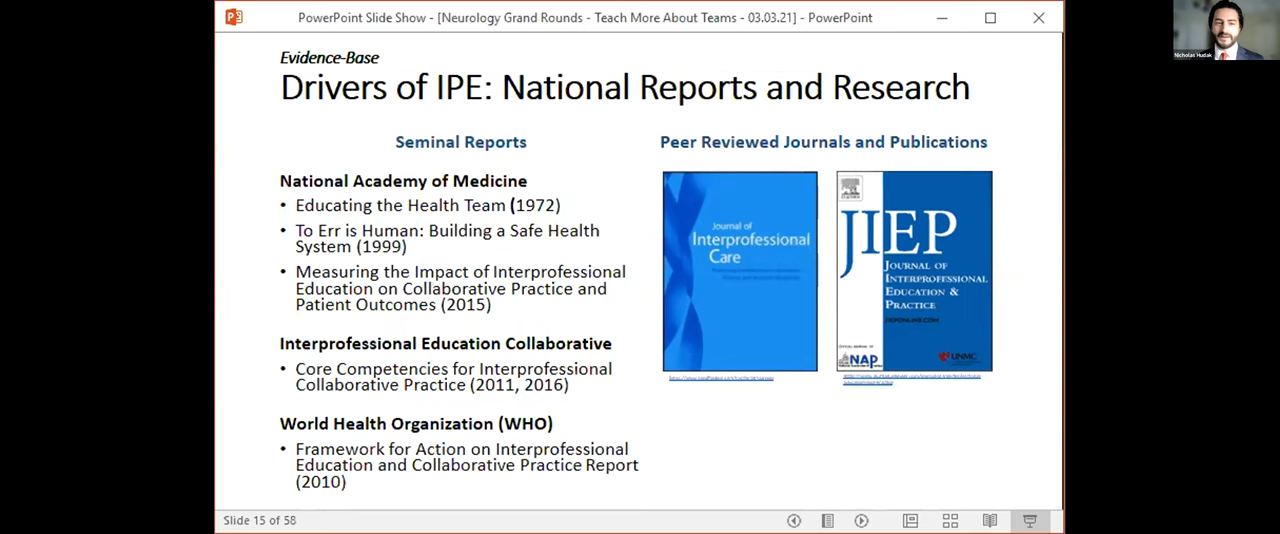 PowerPoint Slide Show - [Neurology Grand Rounds - Teach More About Teams - 03.03.21] - PowerPoint
Nicholas Hudak
Evidence-Base
Drivers of IPE: National Reports and Research
Seminal Reports
National Academy of Medicine
• Educating the Health Team (1972)
• To Err is Human: Building a Safe Health
System (1999)
• Measuring the Impact of Interprofessional
Education on Collaborative Practice and
Patient Outcomes (2015)
Interprofessional Education Collaborative
• Core Competencies for Interprofessional
Collaborative Practice (2011, 2016)
World Health Organization (WHO)
• Framework for Action on Interprofessional
Education and Collaborative Practice Report
(2010)
Peer Reviewed Journals and Publications
Journal of
Interprofessional
Care
JIEP
JOURNAL OF
INTERPROFESSIONAL
EDUCATION &
PRACTICE
JIEPONLINE.COM
NAP
UNMC
Slide 15 of 58